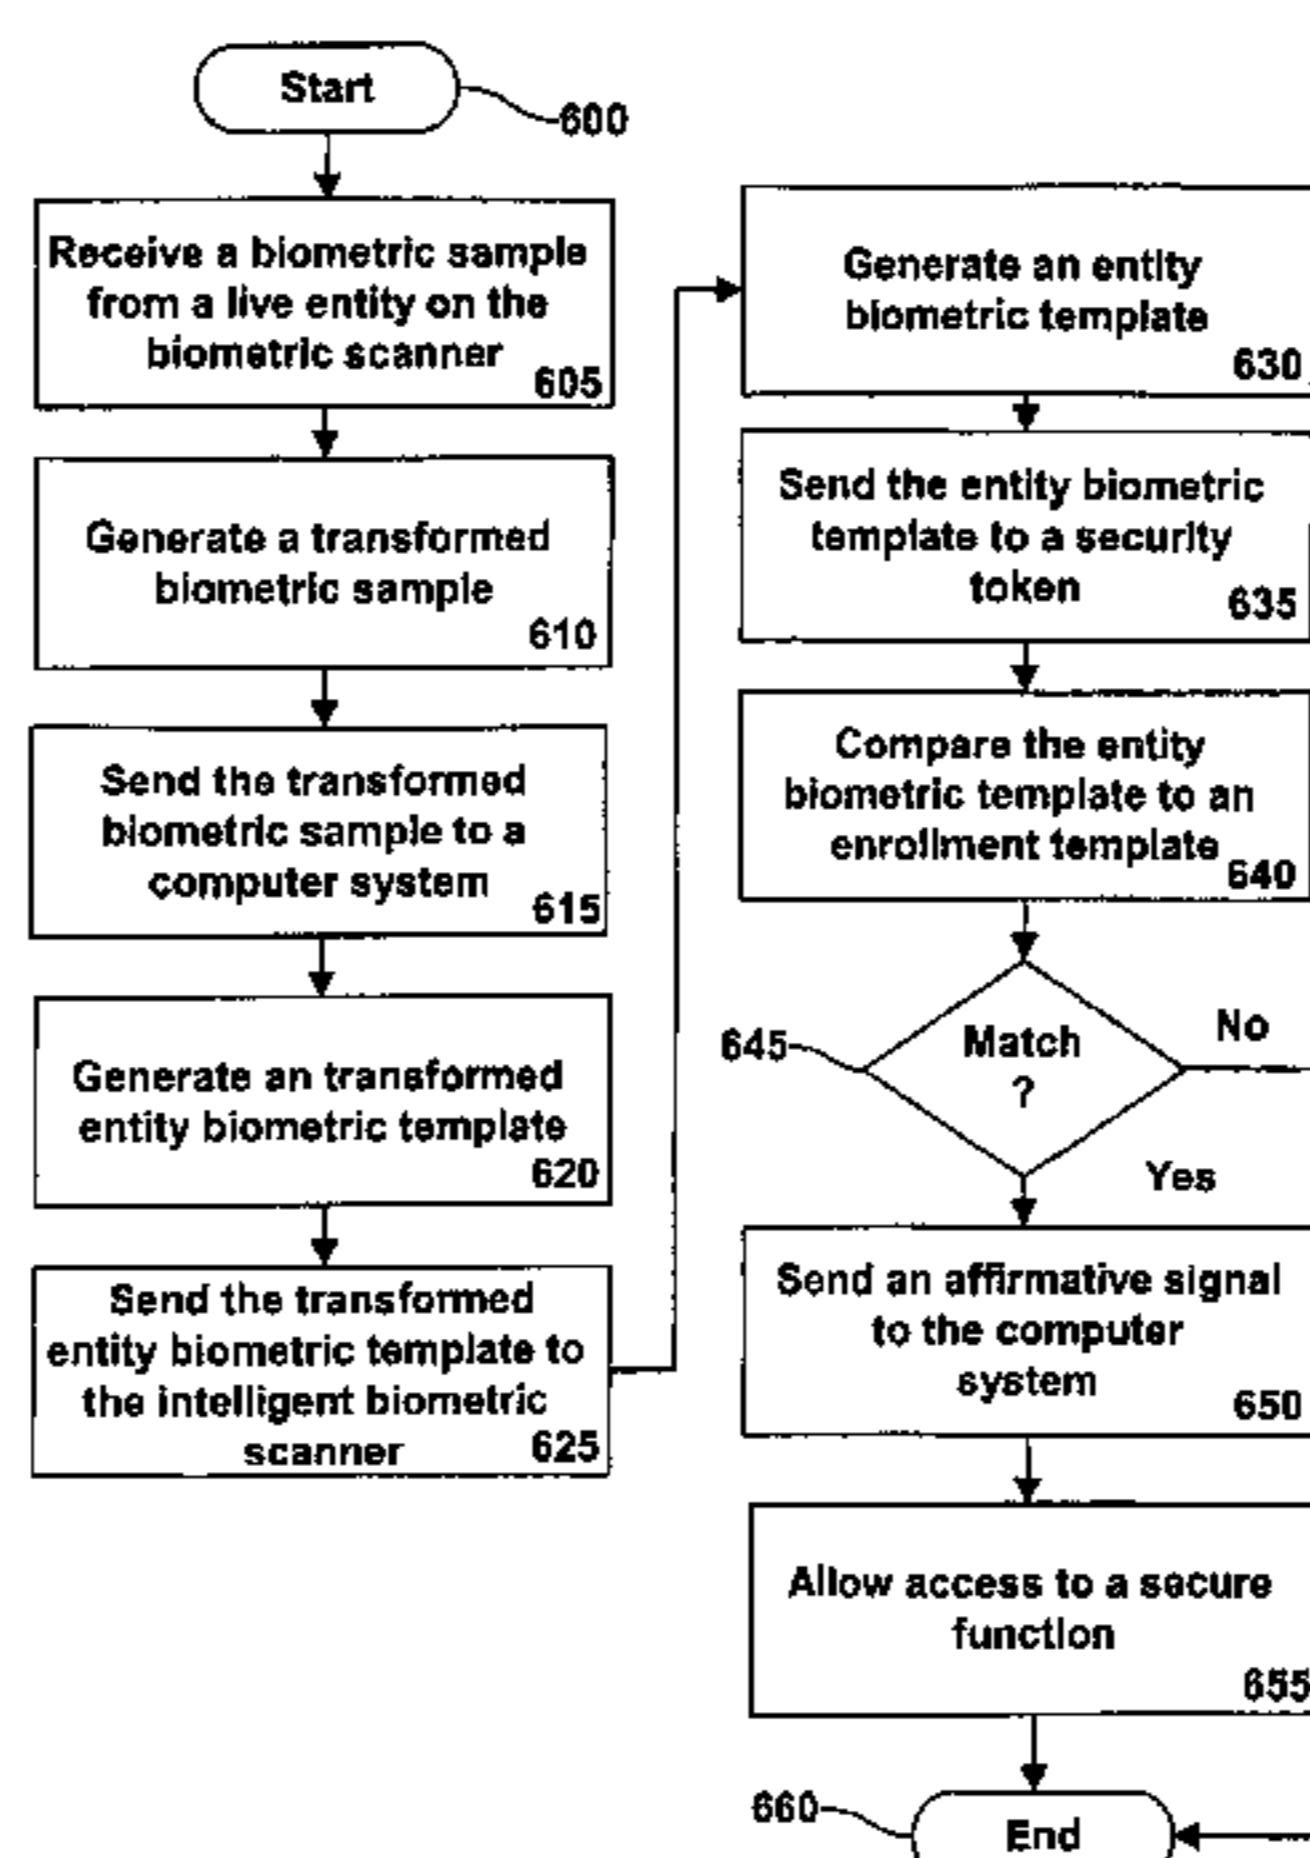 Start
600
Receive a biometric sample
from a live entity on the
biometric scanner
605
Generate a transformed
biometric sample
610
Send the transformed
biometric sample to a
computer system
615
Generate an transformed
entity biometric template
620
Send the transformed
entity biometric template to
the intelligent biometric
scanner
625
Generate an entity
biometric template
630
Send the entity biometric
template to a security
token
635
Compare the entity
biometric template to an
enrollment template
640
645
Match
?
No
Yes
Send an affirmative signal
to the computer
system
650
Allow access to a secure
function
655
660
End